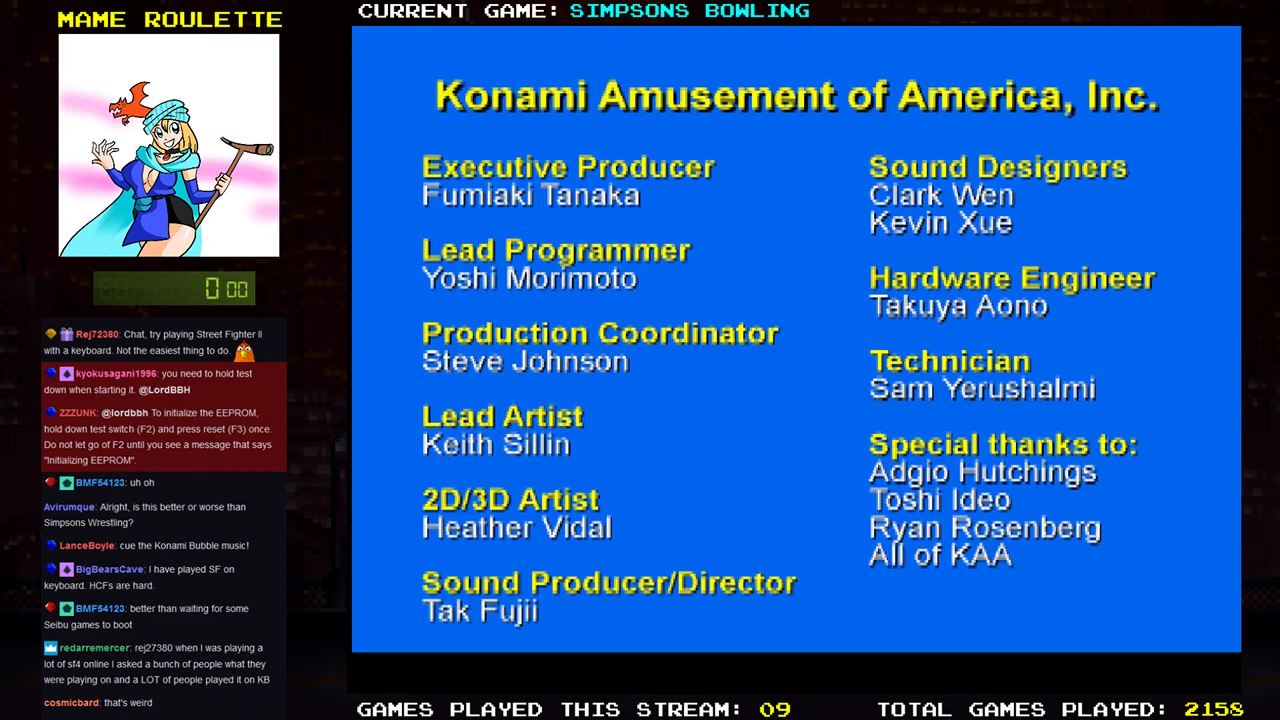 MAME ROULETTE
CURRENT GAME: SIMPSONS BOWLING
0 00
Rej72380: Chat, try playing Street Fighter II
with a keyboard. Not the easiest thing to do.
kyokusagani1996: you need to hold test
down when starting it. @LordBBH
ZZZUNK: @lordbbh To initialize the EEPROM,
hold down test switch (F2) and press reset (F3) once.
Do not let go of F2 until you see a message that says
"Initializing EEPROM".
BMF54123: uh oh
Avirumque: Alright, is this better or worse than
Simpsons Wrestling?
LanceBoyle: cue the Konami Bubble music!
BigBearsCave: I have played SF on
keyboard. HCFs are hard.
BMF54123: better than waiting for some
Seibu games to boot
redarremercer: rej27380 when I was playing a
lot of sf4 online I asked a bunch of people what they
were playing on and a LOT of people played it on KB
cosmicbard: that's weird
Konami Amusement of America, Inc.
Executive Producer
Fumiaki Tanaka
Lead Programmer
Yoshi Morimoto
Production Coordinator
Steve Johnson
Lead Artist
Keith Sillin
2D/3D Artist
Heather Vidal
Sound Producer/Director
Tak Fujii
Sound Designers
Clark Wen
Kevin Xue
Hardware Engineer
Takuya Aono
Technician
Sam Yerushalmi
Special thanks to:
Adgio Hutchings
Toshi Ideo
Ryan Rosenberg
All of KAA
GAMES PLAYED THIS STREAM: 09
TOTAL GAMES PLAYED: 2158